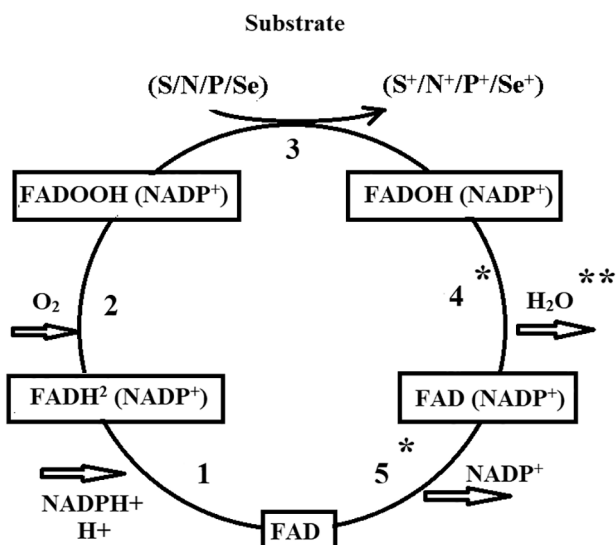 Substrate
(S/N/P/Se) (S⁺/N⁺/P⁺/Se⁺)
3
FADOOH (NADP⁺) FADOH (NADP⁺)
O₂ 2 4 * H₂O **
FADH² (NADP⁺) FAD (NADP⁺)
1 5 *
NADPH+ NADP⁺
H+
FAD